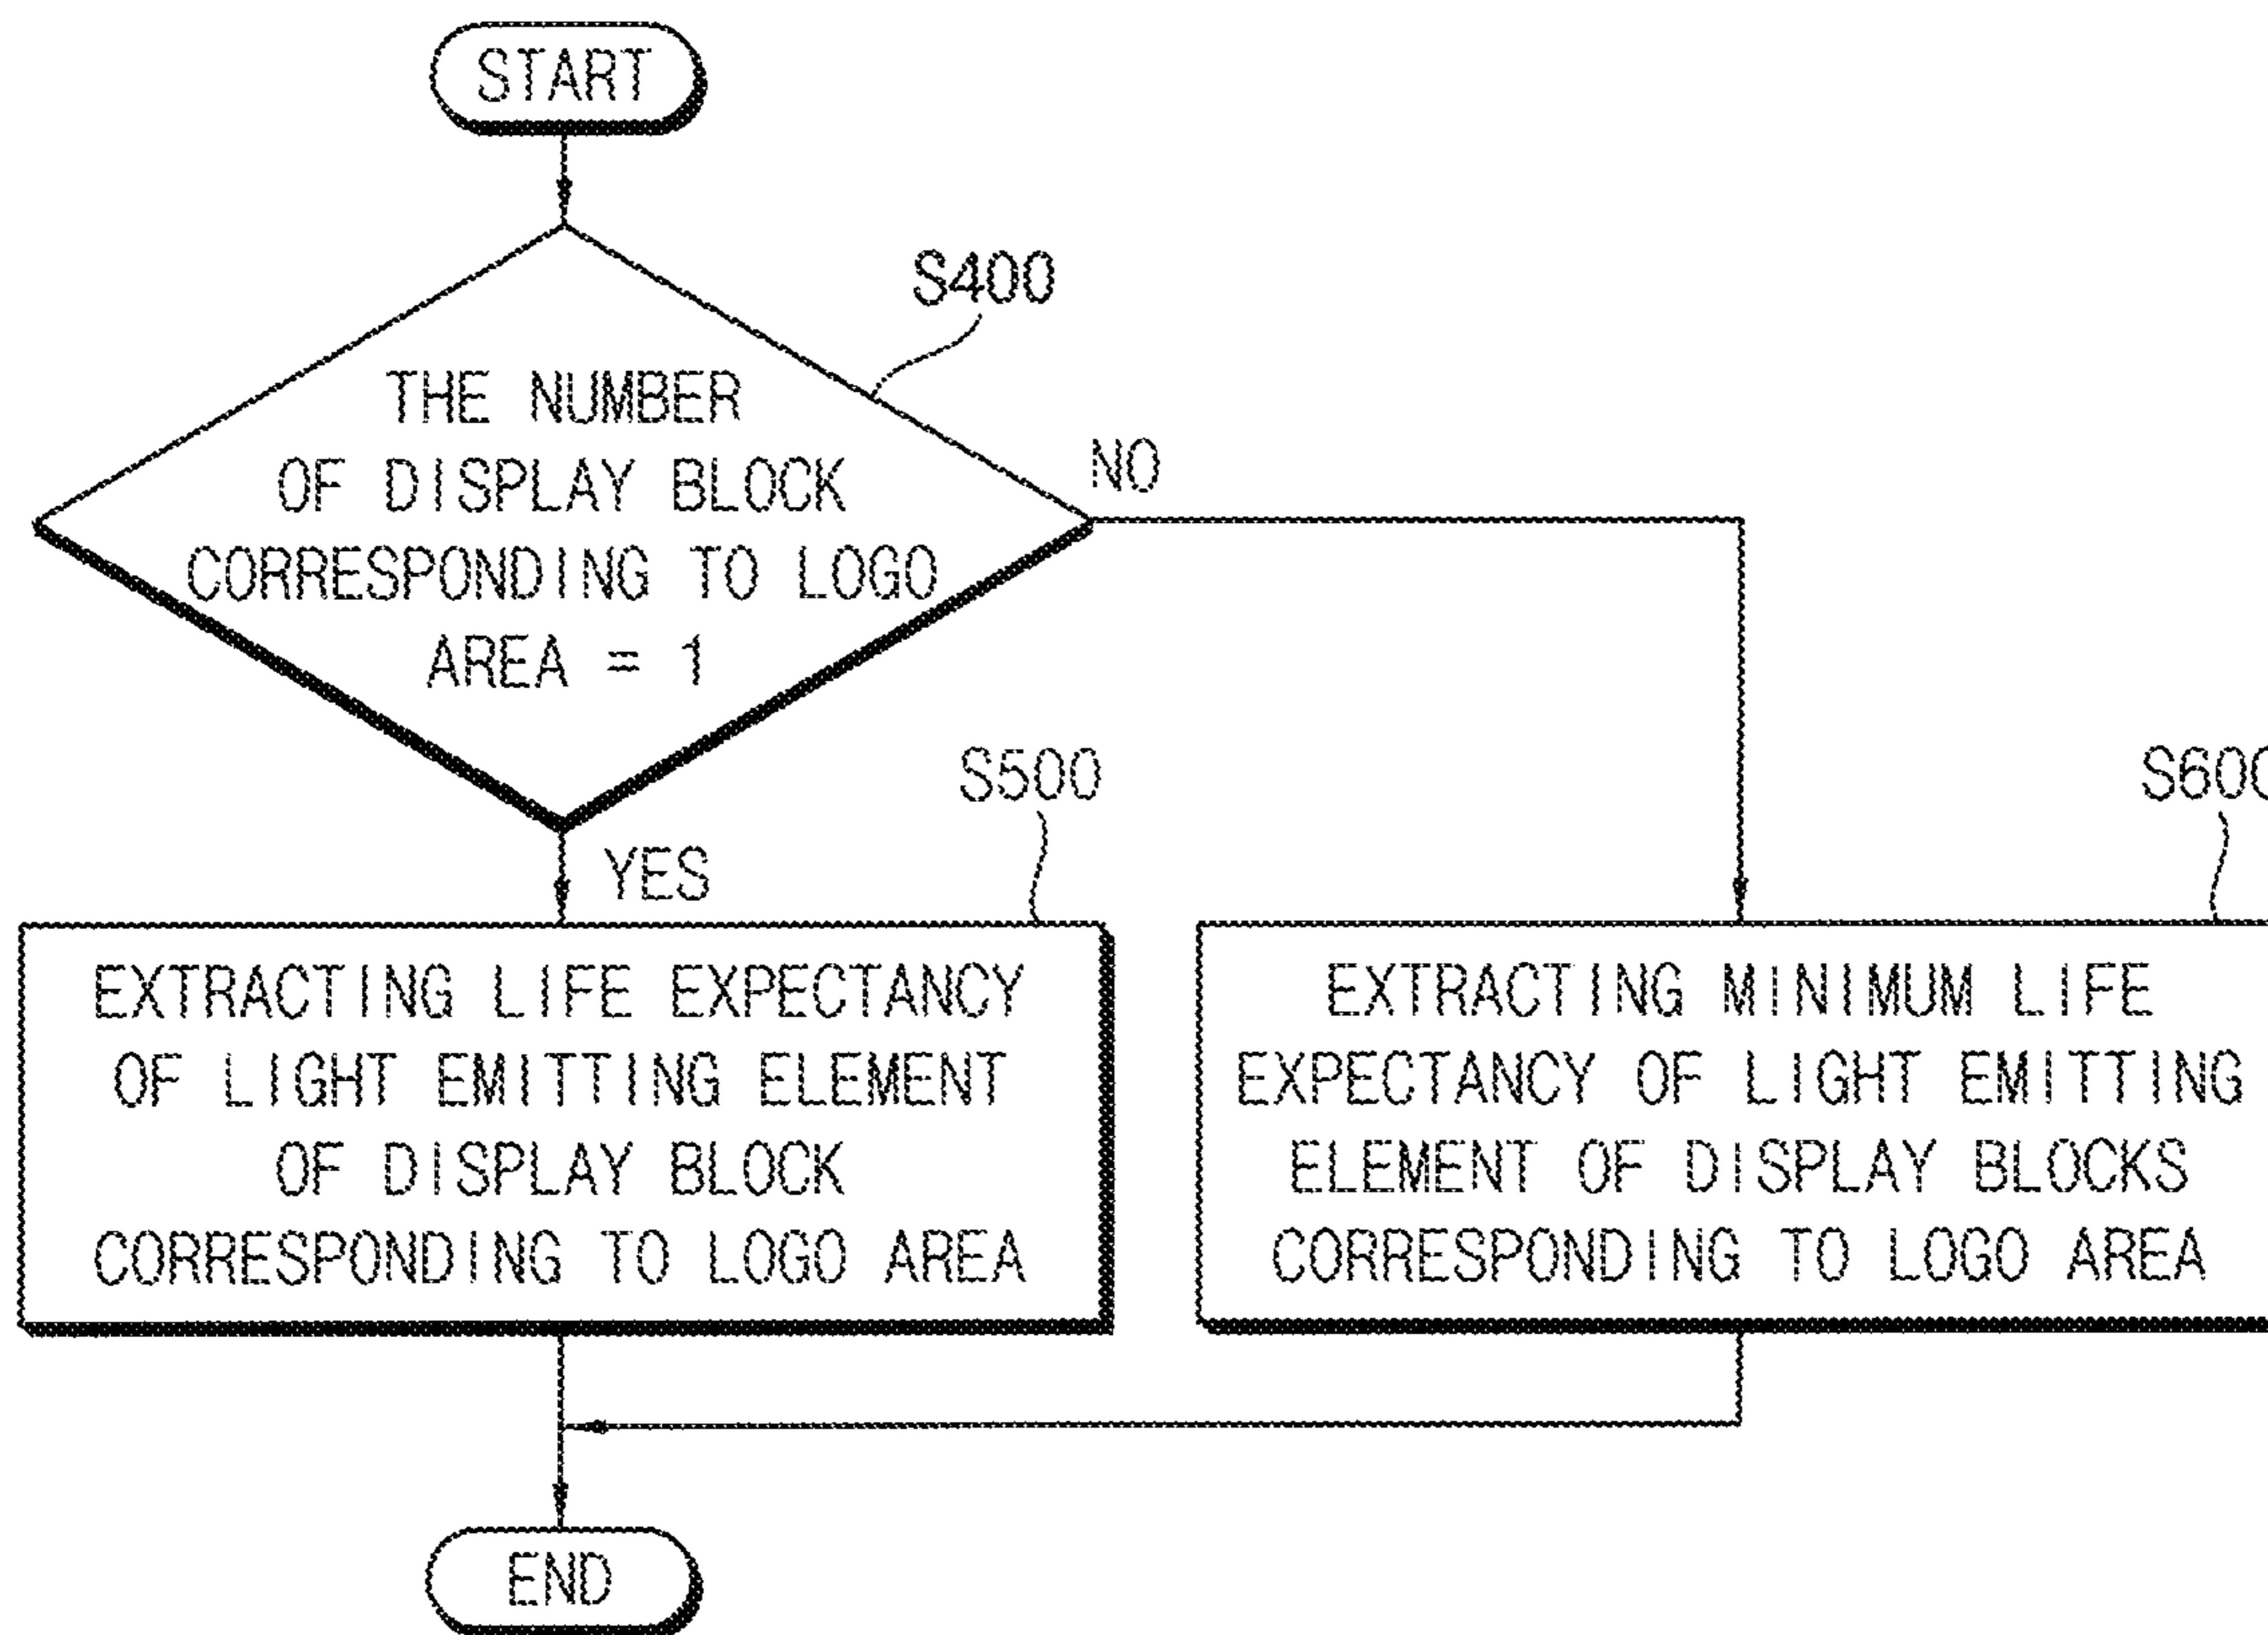 START
S400
THE NUMBER
OF DISPLAY BLOCK
CORRESPONDING TO LOGO
AREA = 1
NO
YES
S500
EXTRACTING LIFE EXPECTANCY
OF LIGHT EMITTING ELEMENT
OF DISPLAY BLOCK
CORRESPONDING TO LOGO AREA
S600
EXTRACTING MINIMUM LIFE
EXPECTANCY OF LIGHT EMITTING
ELEMENT OF DISPLAY BLOCKS
CORRESPONDING TO LOGO AREA
END